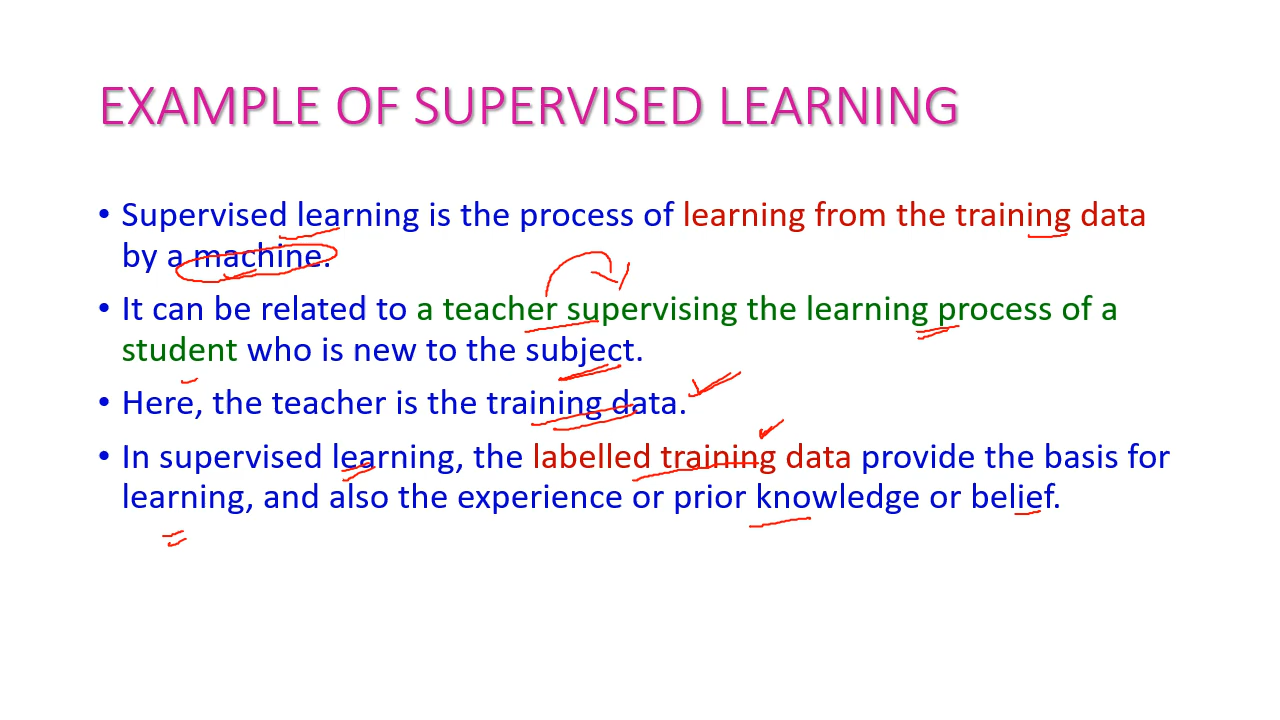 EXAMPLE OF SUPERVISED LEARNING
• Supervised learning is the process of learning from the training data
by a machine.
• It can be related to a teacher supervising the learning process of a
student who is new to the subject.
• Here, the teacher is the training data.
• In supervised learning, the labelled training data provide the basis for
learning, and also the experience or prior knowledge or belief.